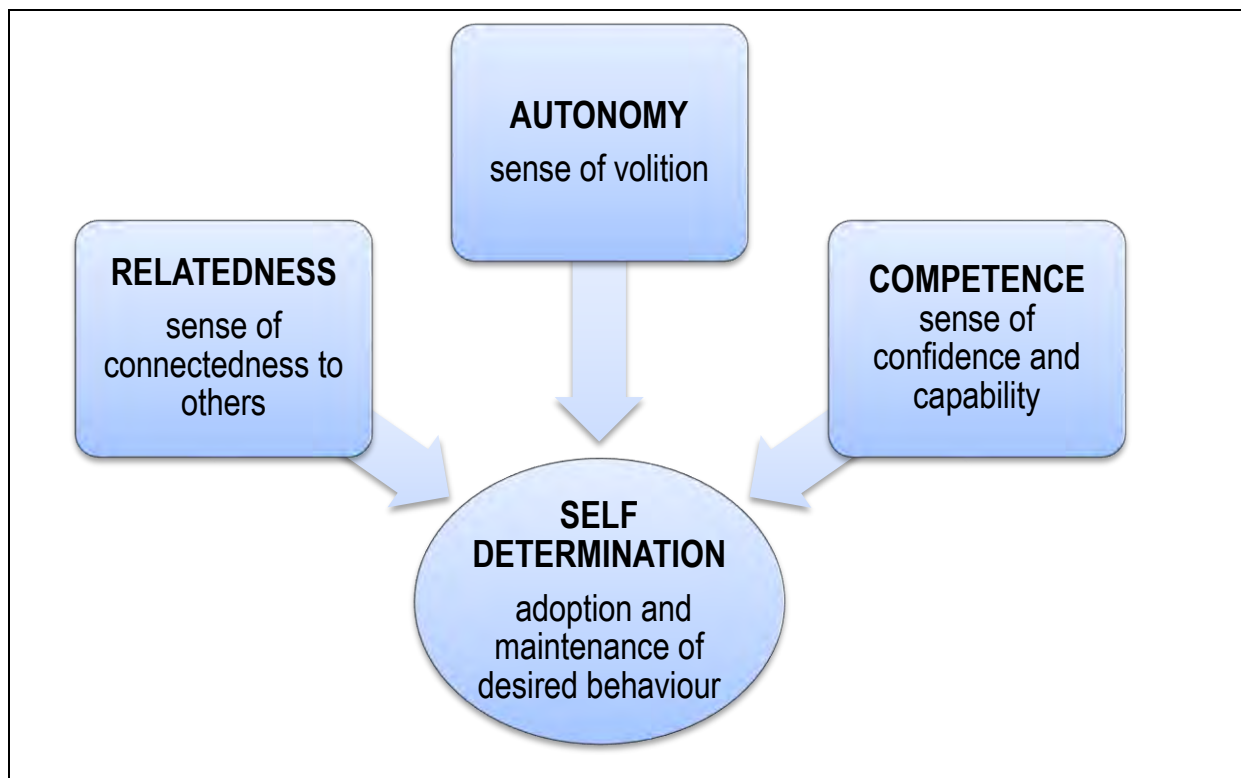 AUTONOMY
sense of volition
RELATEDNESS
sense of
connectedness to
others
COMPETENCE
sense of
confidence and
capability
SELF
DETERMINATION
adoption and
maintenance of
desired behaviour